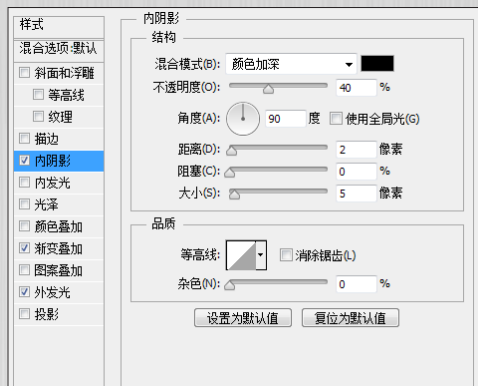 样式
混合选项:默认
斜面和浮雕
等高线
纹理
描边
内阴影
内发光
光泽
颜色叠加
渐变叠加
图案叠加
外发光
投影
内阴影
结构
混合模式(B): 颜色加深
不透明度(O): 40 %
角度(A): 90 度 使用全局光(G)
距离(D): 2 像素
阻塞(C): 0 %
大小(S): 5 像素
品质
等高线: 消除锯齿(L)
杂色(N): 0 %
设置为默认值 复位为默认值